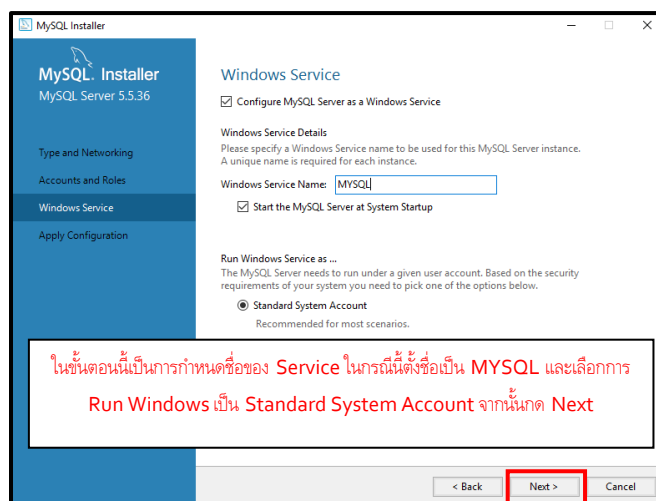 MySQL Installer
MySQL. Installer
MySQL Server 5.5.36
Type and Networking
Accounts and Roles
Windows Service
Apply Configuration
Windows Service
Configure MySQL Server as a Windows Service
Windows Service Details
Please specify a Windows Service name to be used for this MySQL Server instance.
A unique name is required for each instance.
Windows Service Name: MYSQL
Start the MySQL Server at System Startup
Run Windows Service as ...
The MySQL Server needs to run under a given user account. Based on the security
requirements of your system you need to pick one of the options below.
Standard System Account
Recommended for most scenarios.
ในขั้นตอนนี้เป็นการกำหนดชื่อของ Service ในกรณีนี้ตั้งชื่อเป็น MYSQL และเลือกการ
Run Windows เป็น Standard System Account จากนั้นกด Next
< Back Next > Cancel